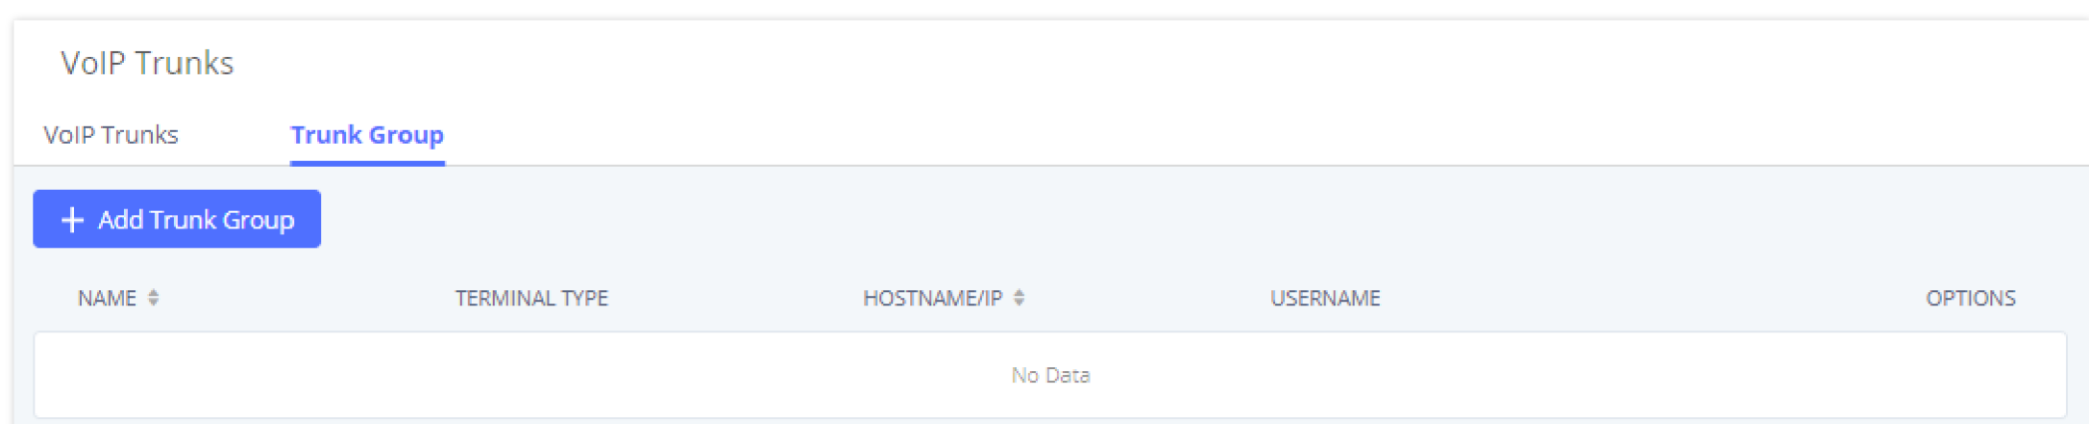 VoIP Trunks
VoIP Trunks Trunk Group
+ Add Trunk Group
NAME TERMINAL TYPE HOSTNAME/IP USERNAME OPTIONS
No Data